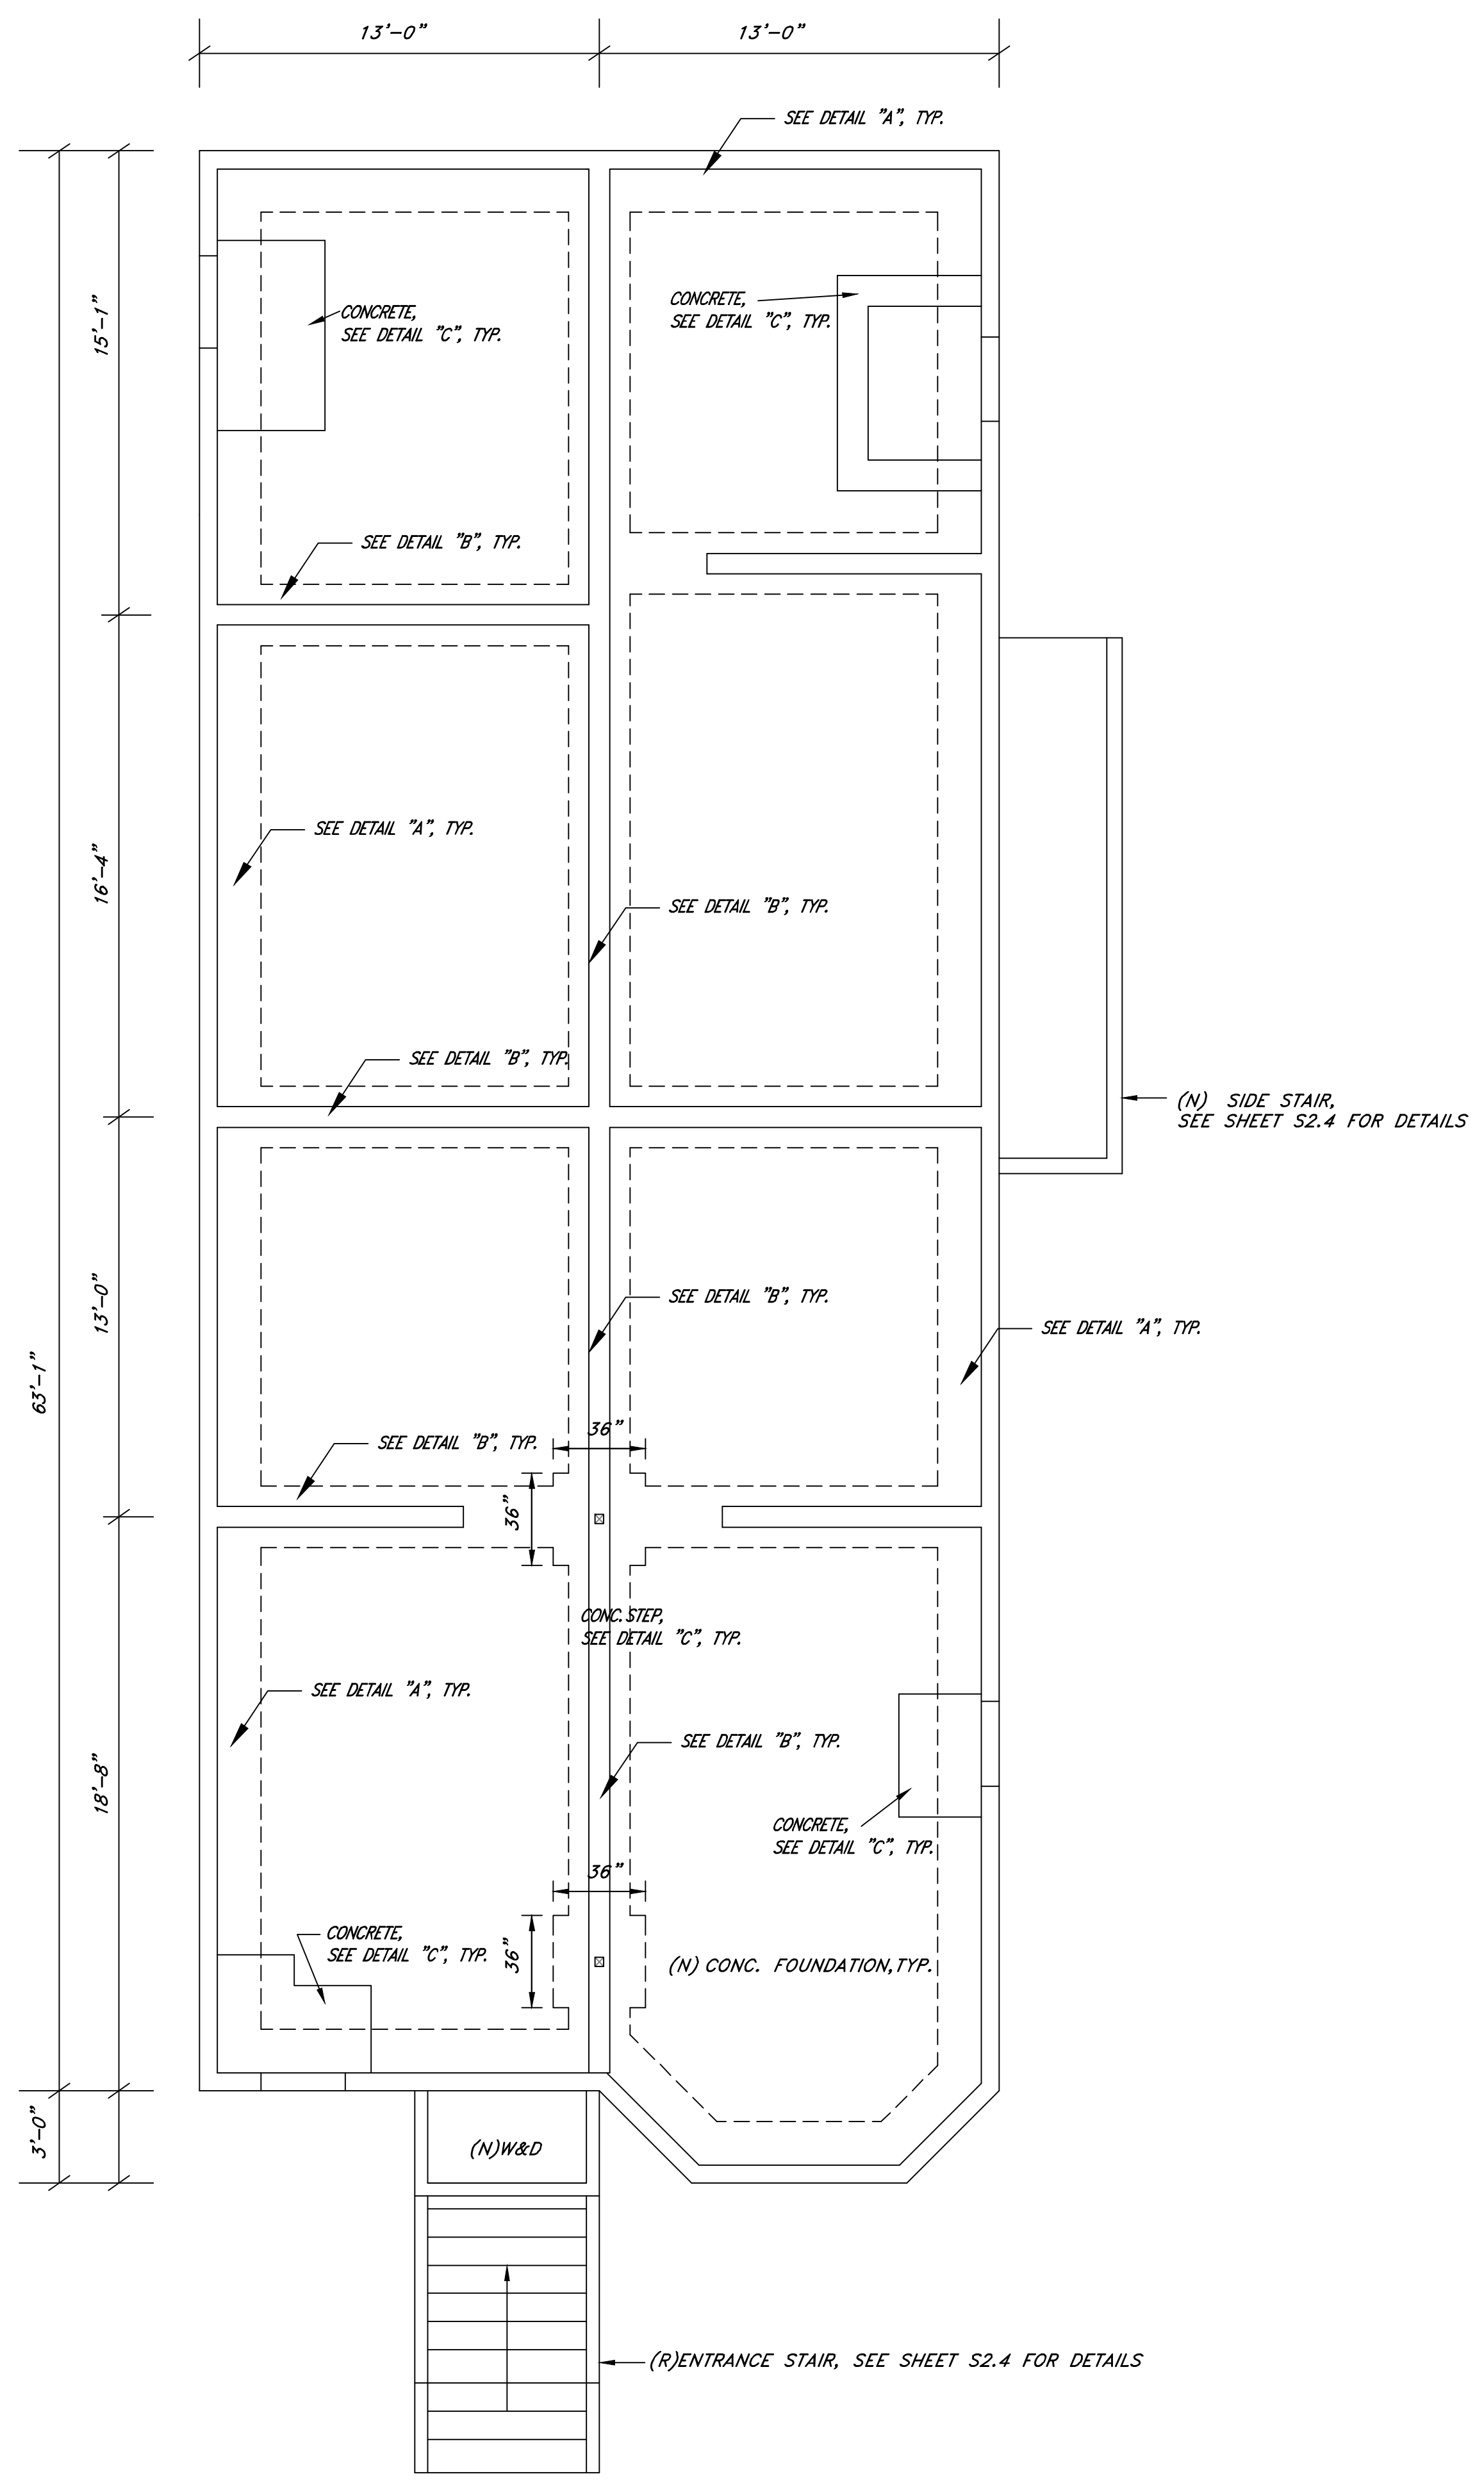 13'-0" 13'-0"
SEE DETAIL "A", TYP.
15'-1"
CONCRETE,
SEE DETAIL "C", TYP.
CONCRETE,
SEE DETAIL "C", TYP.
SEE DETAIL "B", TYP.
16'-4"
SEE DETAIL "A", TYP.
SEE DETAIL "B", TYP.
SEE DETAIL "B", TYP.
(N) SIDE STAIR,
SEE SHEET S2.4 FOR DETAILS
13'-0"
SEE DETAIL "B", TYP.
SEE DETAIL "A", TYP.
63'-1"
36"
SEE DETAIL "B", TYP.
36"
CONC. STEP,
SEE DETAIL "C", TYP.
SEE DETAIL "A", TYP.
SEE DETAIL "B", TYP.
18'-8"
CONCRETE,
SEE DETAIL "C", TYP.
36"
CONCRETE,
SEE DETAIL "C", TYP.
36"
(N) CONC. FOUNDATION,TYP.
3'-0"
(N)W&D
(R)ENTRANCE STAIR, SEE SHEET S2.4 FOR DETAILS